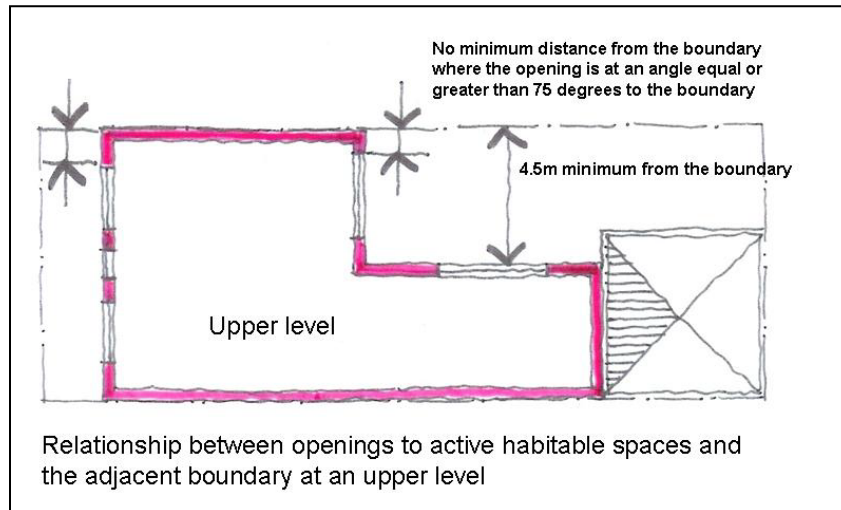 No minimum distance from the boundary
where the opening is at an angle equal or
greater than 75 degrees to the boundary
4.5m minimum from the boundary
Upper level
Relationship between openings to active habitable spaces and
the adjacent boundary at an upper level